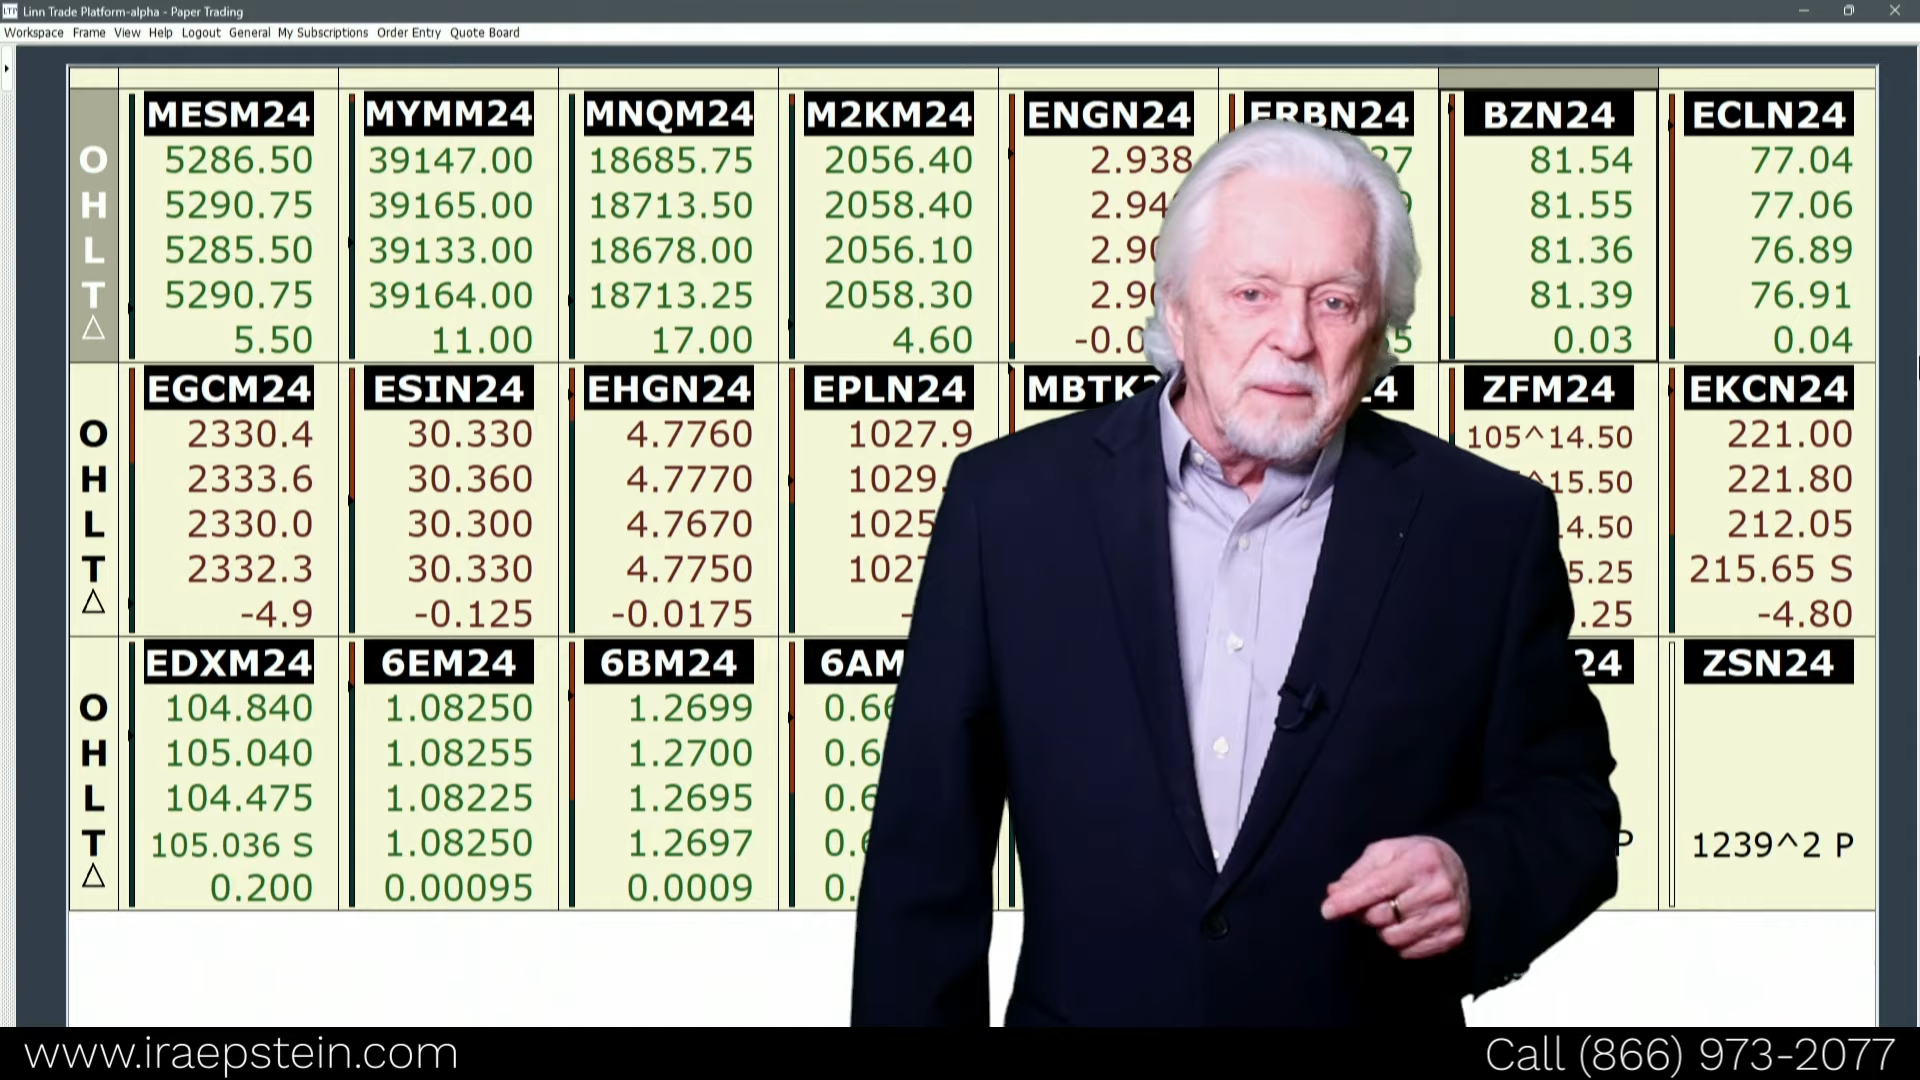 Linn Trade Platform-alpha - Paper Trading
Workspace Frame View Help Logout General My Subscriptions Order Entry Quote Board
MESM24 MYMM24 MNQM24 M2KM24 ENGN24 ERBN24 BZN24 ECLN24
O 5286.50 39147.00 18685.75 2056.40 2.938 81.54 77.04
H 5290.75 39165.00 18713.50 2058.40 81.55 77.06
L 5285.50 39133.00 18678.00 2056.10 81.36 76.89
T 5290.75 39164.00 18713.25 2058.30 81.39 76.91
△ 5.50 11.00 17.00 4.60 0.03 0.04
EGCM24 ESIN24 EHGN24 EPLN24 ZFM24 EKCN24
O 2330.4 30.330 4.7760 1027.9 105^14.50 221.00
H 2333.6 30.360 4.7770 221.80
L 2330.0 30.300 4.7670 212.05
T 2332.3 30.330 4.7750 215.65 S
△ -4.9 -0.125 -0.0175 -4.80
EDXM24 6EM24 6BM24 ZSN24
O 104.840 1.08250 1.2699
H 105.040 1.08255 1.2700
L 104.475 1.08225 1.2695
T 105.036 S 1.08250 1.2697 1239^2 P
△ 0.200 0.00095 0.0009
www.iraepstein.com Call (866) 973-2077